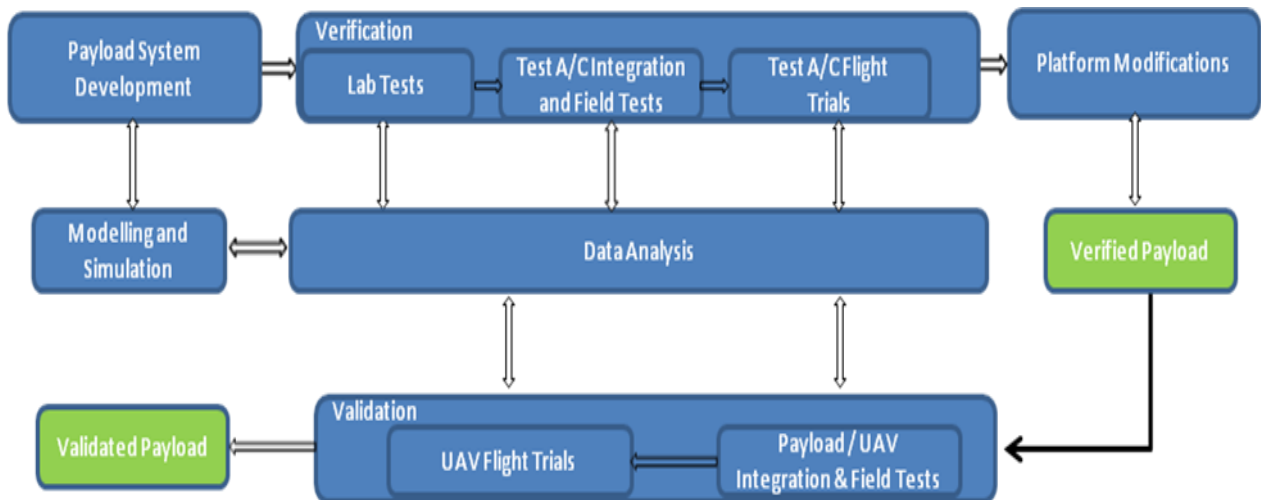 Payload System
Development
Verification
Lab Tests
Test A/C Integration
and Field Tests
Test A/C Flight
Trials
Platform Modifications
Modelling and
Simulation
Data Analysis
Verified Payload
Validated Payload
Validation
UAV Flight Trials
Payload / UAV
Integration & Field Tests